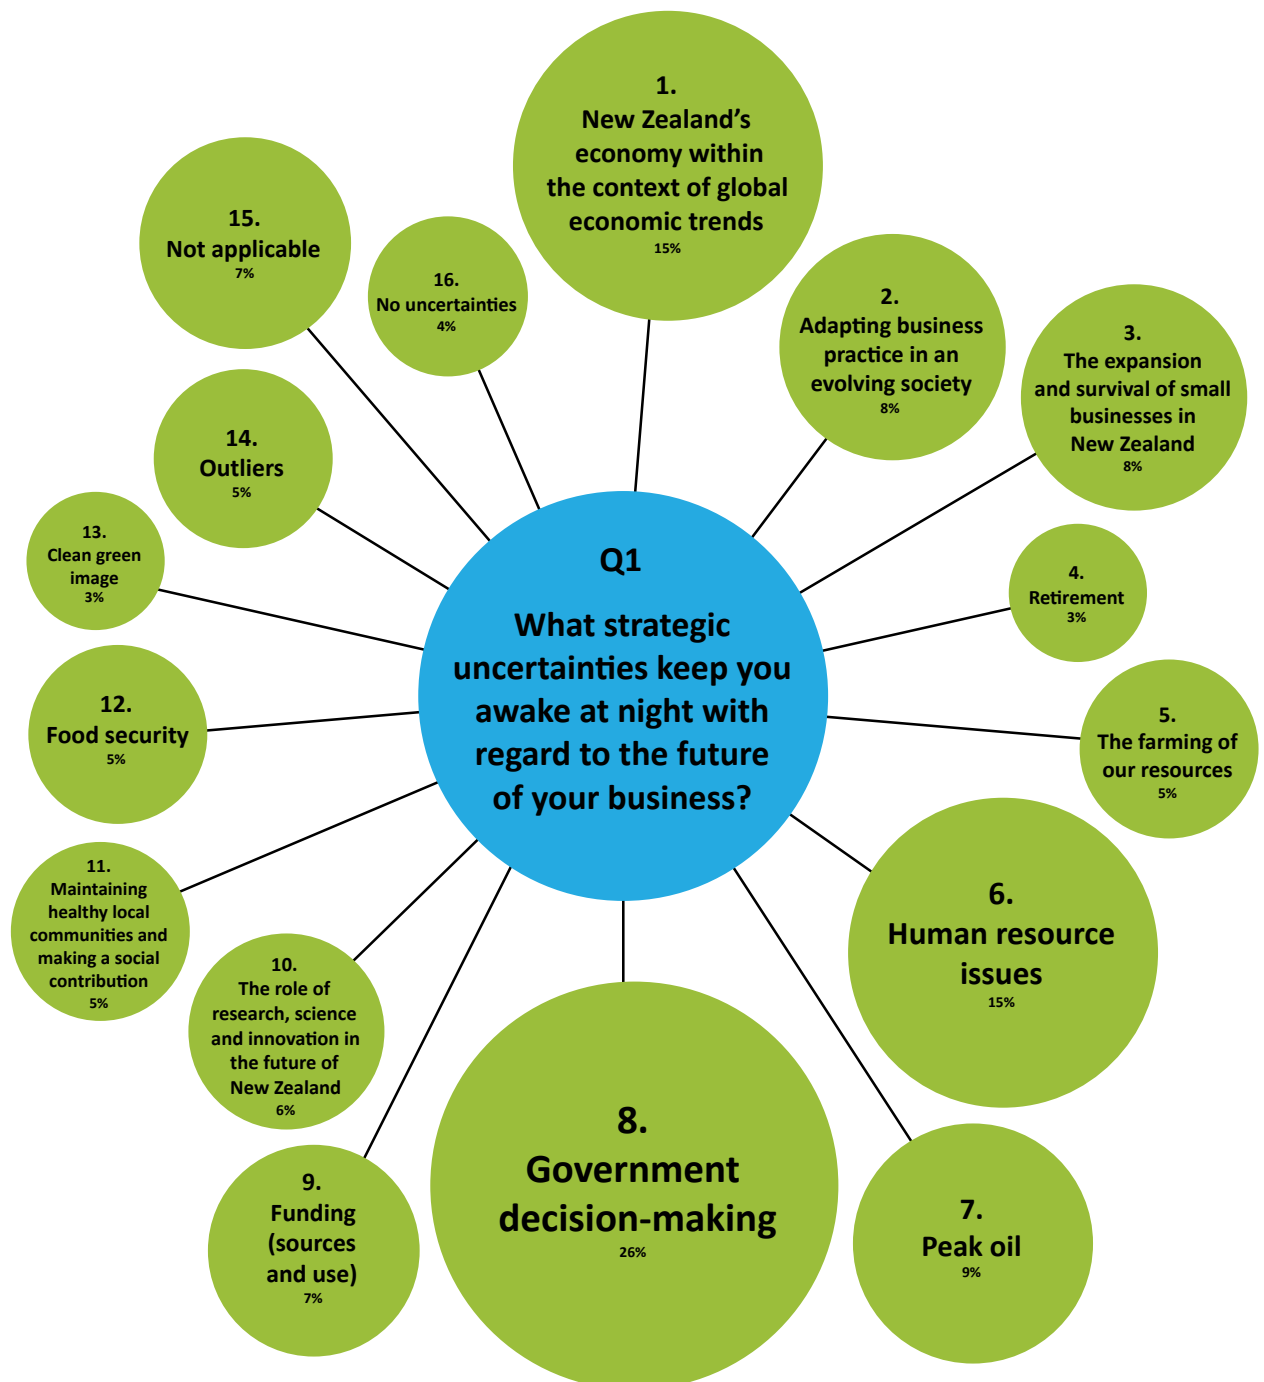 Q1
What strategic
uncertainties keep you
awake at night with
regard to the future
of your business?
1.
New Zealand’s
economy within
the context of global
economic trends
15%
2.
Adapting business
practice in an
evolving society
8%
3.
The expansion
and survival of small
businesses in
New Zealand
8%
4.
Retirement
3%
5.
The farming of
our resources
5%
6.
Human resource
issues
15%
7.
Peak oil
9%
8.
Government
decision-making
26%
9.
Funding
(sources
and use)
7%
10.
The role of
research, science
and innovation in
the future of
New Zealand
6%
11.
Maintaining
healthy local
communities and
making a social
contribution
5%
12.
Food security
5%
13.
Clean green
image
3%
14.
Outliers
5%
15.
Not applicable
7%
16.
No uncertainties
4%